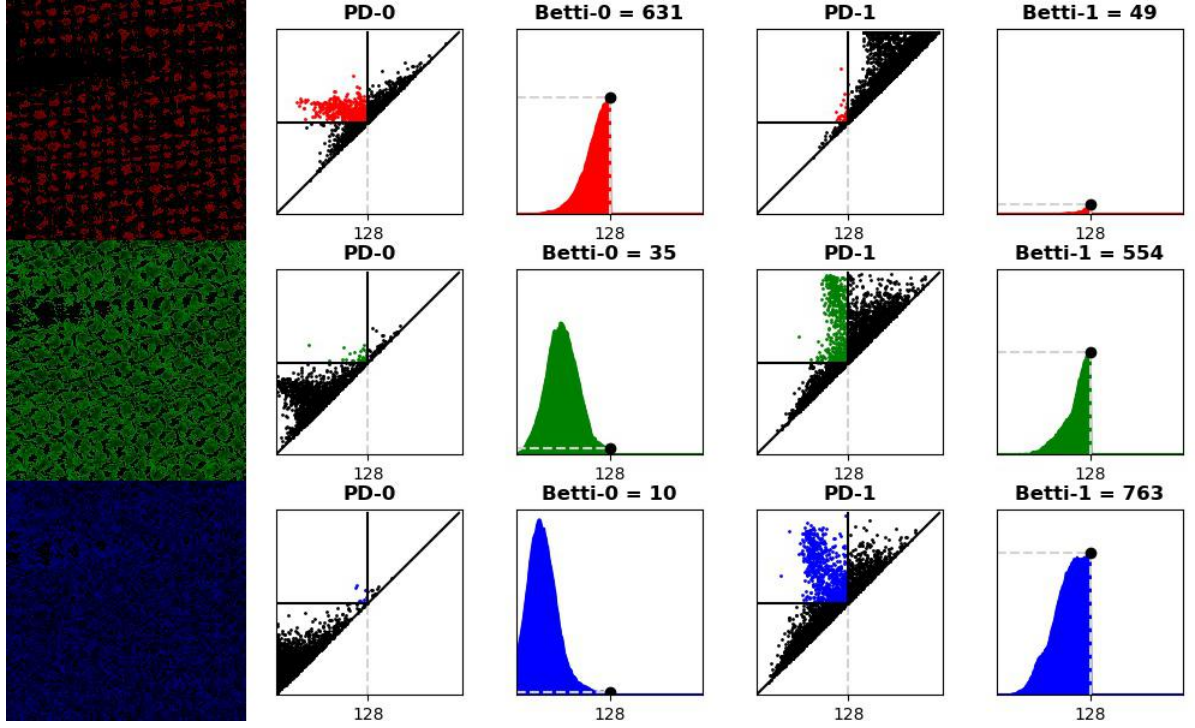 PD-0 Betti-0 = 631 PD-1 Betti-1 = 49
128 128 128 128
PD-0 Betti-0 = 35 PD-1 Betti-1 = 554
128 128 128 128
PD-0 Betti-0 = 10 PD-1 Betti-1 = 763
128 128 128 128